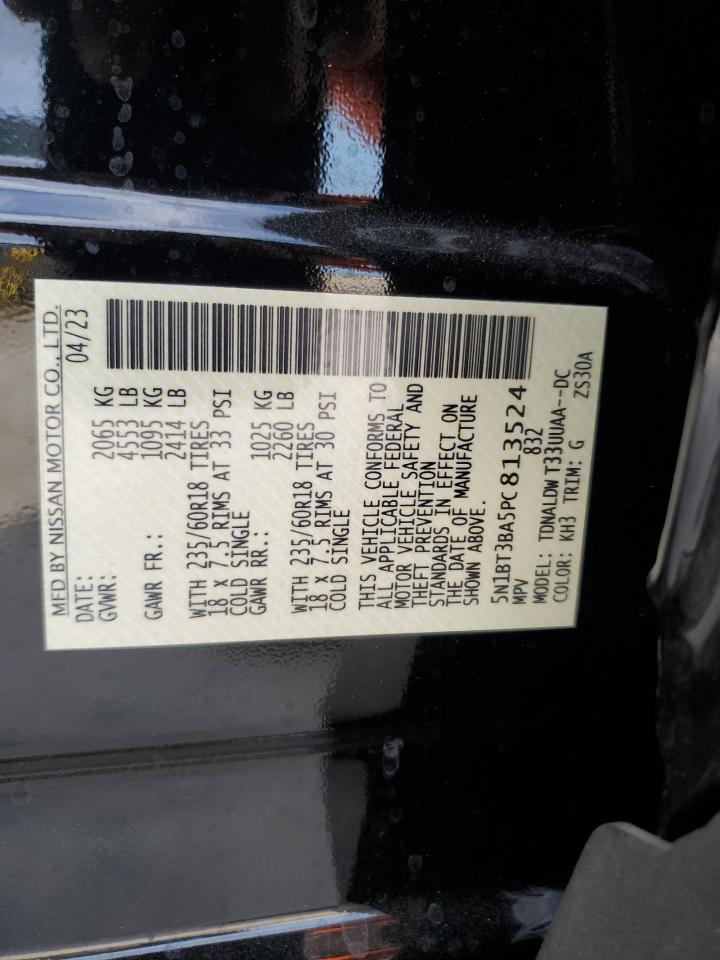 MFD BY NISSAN MOTOR CO., LTD.
DATE: 04/23
GVWR: 2065 KG
4553 LB
GAWR FR.: 1095 KG
2414 LB
WITH 235/60R18 TIRES
18 X 7.5 RIMS AT 33 PSI
COLD SINGLE
GAWR RR.: 1025 KG
2260 LB
WITH 235/60R18 TIRES
18 X 7.5 RIMS AT 30 PSI
COLD SINGLE
THIS VEHICLE CONFORMS TO
ALL APPLICABLE FEDERAL
MOTOR VEHICLE SAFETY AND
THEFT PREVENTION
STANDARDS IN EFFECT ON
THE DATE OF MANUFACTURE
SHOWN ABOVE.
5N1BT3BA5PC813524
MPV 832
MODEL: TDNALDWT33UUAA--DC
COLOR: KH3 TRIM: G ZS30A